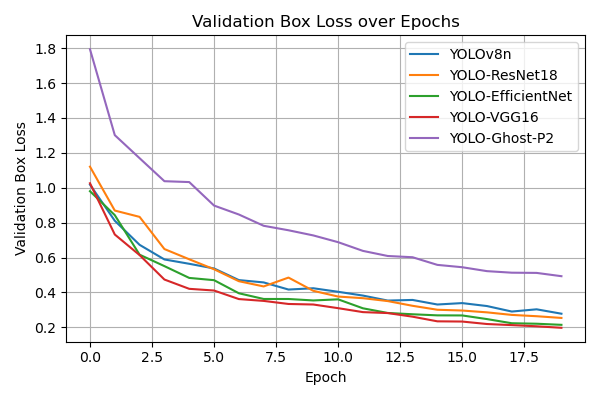 Validation Box Loss over Epochs
YOLOv8n
YOLO-ResNet18
YOLO-EfficientNet
YOLO-VGG16
YOLO-Ghost-P2
Validation Box Loss
1.8
1.6
1.4
1.2
1.0
0.8
0.6
0.4
0.2
0.0 2.5 5.0 7.5 10.0 12.5 15.0 17.5
Epoch